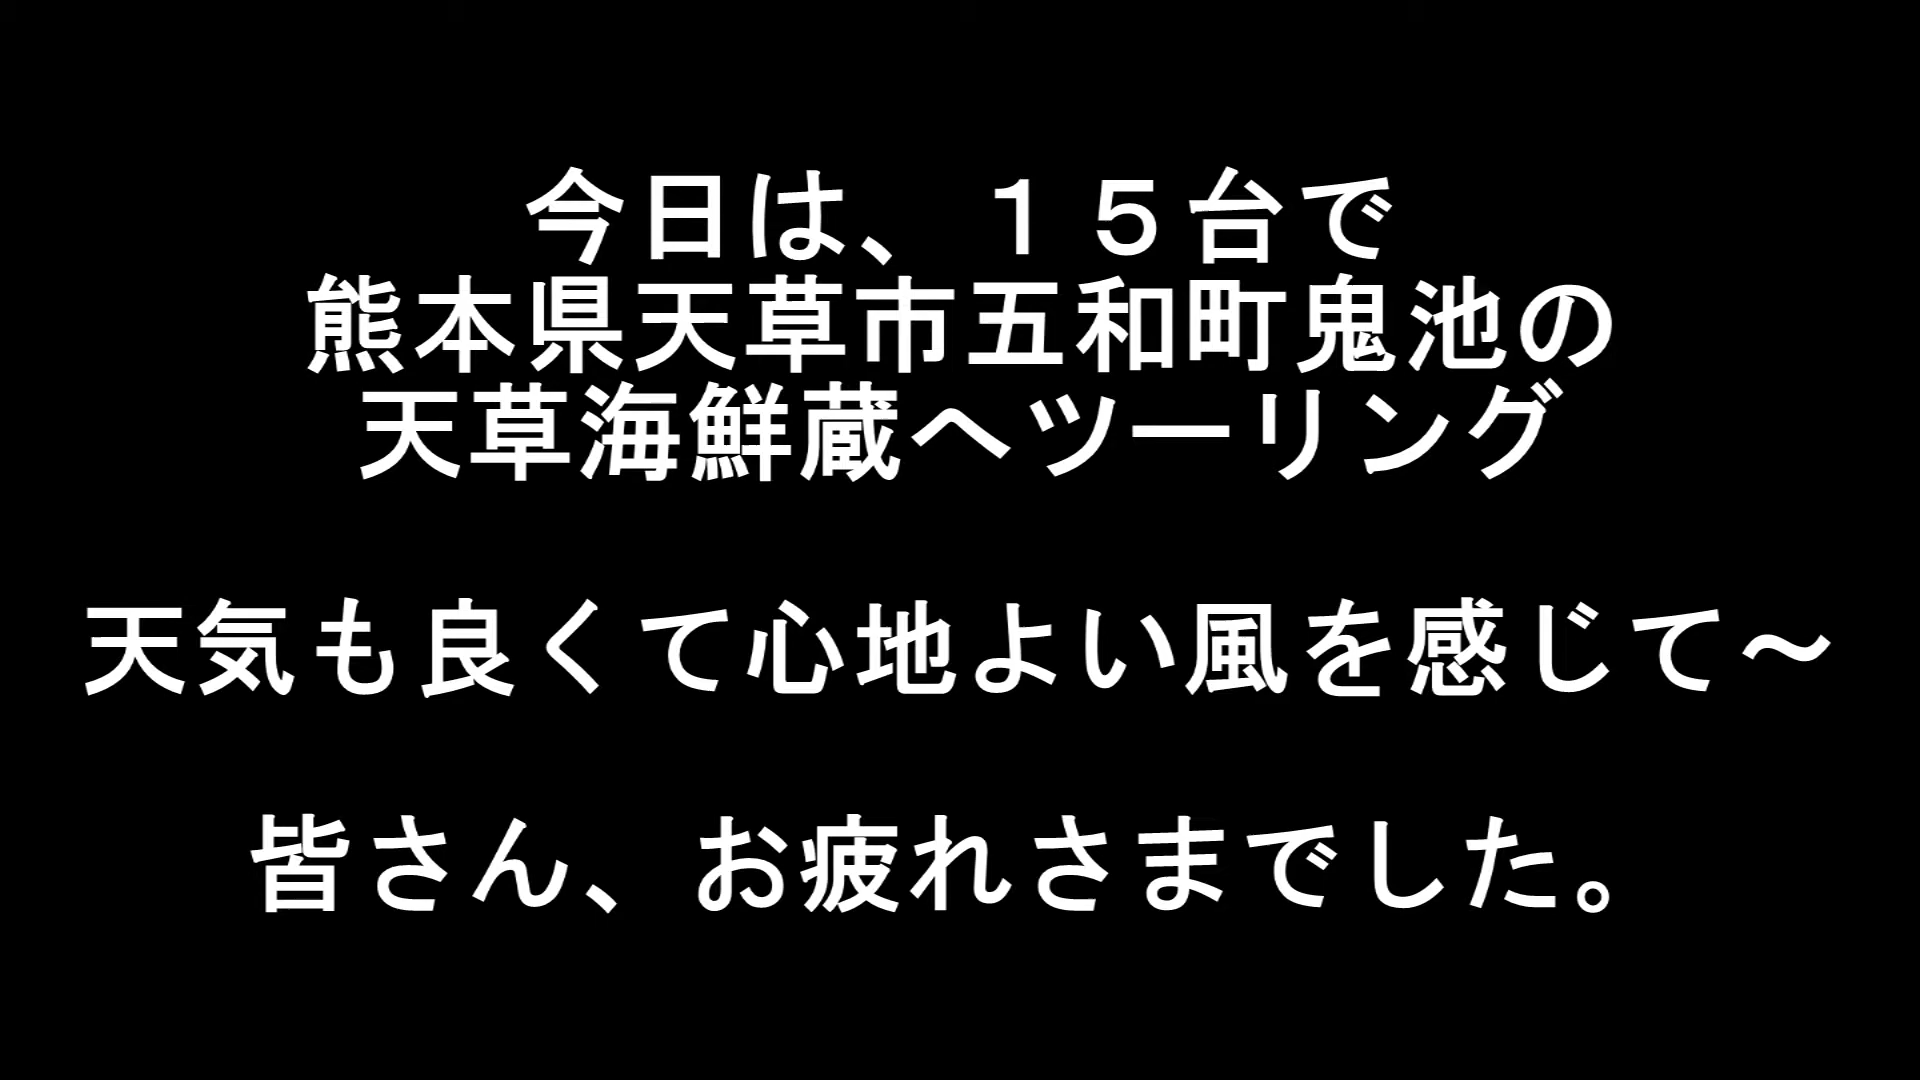 今日は、１５台で
熊本県天草市五和町鬼池の
天草海鮮蔵へツーリング
天気も良くて心地よい風を感じて～
皆さん、お疲れさまでした。